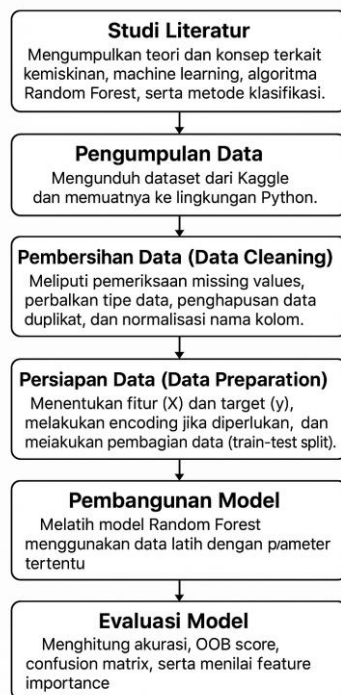 Studi Literatur
Mengumpulkan teori dan konsep terkait
kemiskinan, machine learning, algoritma
Random Forest, serta metode klasifikasi.
Pengumpulan Data
Mengunduh dataset dari Kaggle
dan memuatnya ke lingkungan Python.
Pembersihan Data (Data Cleaning)
Meliputi pemeriksaan missing values,
perbalkan tipe data, penghapusan data
duplikat, dan normalisasi nama kolom.
Persiapan Data (Data Preparation)
Menentukan fitur (X) dan target (y),
melakukan encoding jika diperlukan, dan
meiakukan pembagian data (train-test split).
Pembangunan Model
Melatih model Random Forest
menggunakan data latih dengan parameter
tertentu
Evaluasi Model
Menghitung akurasi, OOB score,
confusion matrix, serta menilai feature
importance